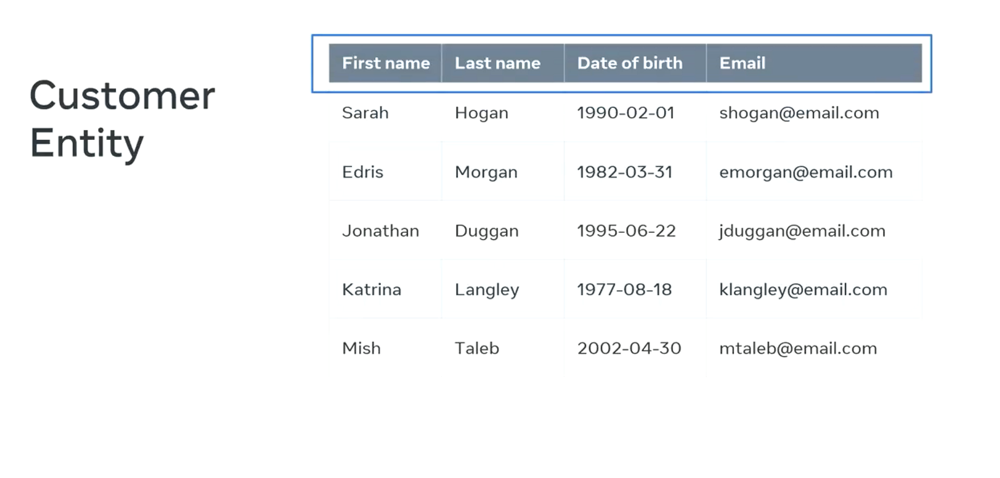 Customer
Entity
First name Last name Date of birth Email
Sarah Hogan 1990-02-01 shogan@email.com
Edris Morgan 1982-03-31 emorgan@email.com
Jonathan Duggan 1995-06-22 jduggan@email.com
Katrina Langley 1977-08-18 klangley@email.com
Mish Taleb 2002-04-30 mtaleb@email.com